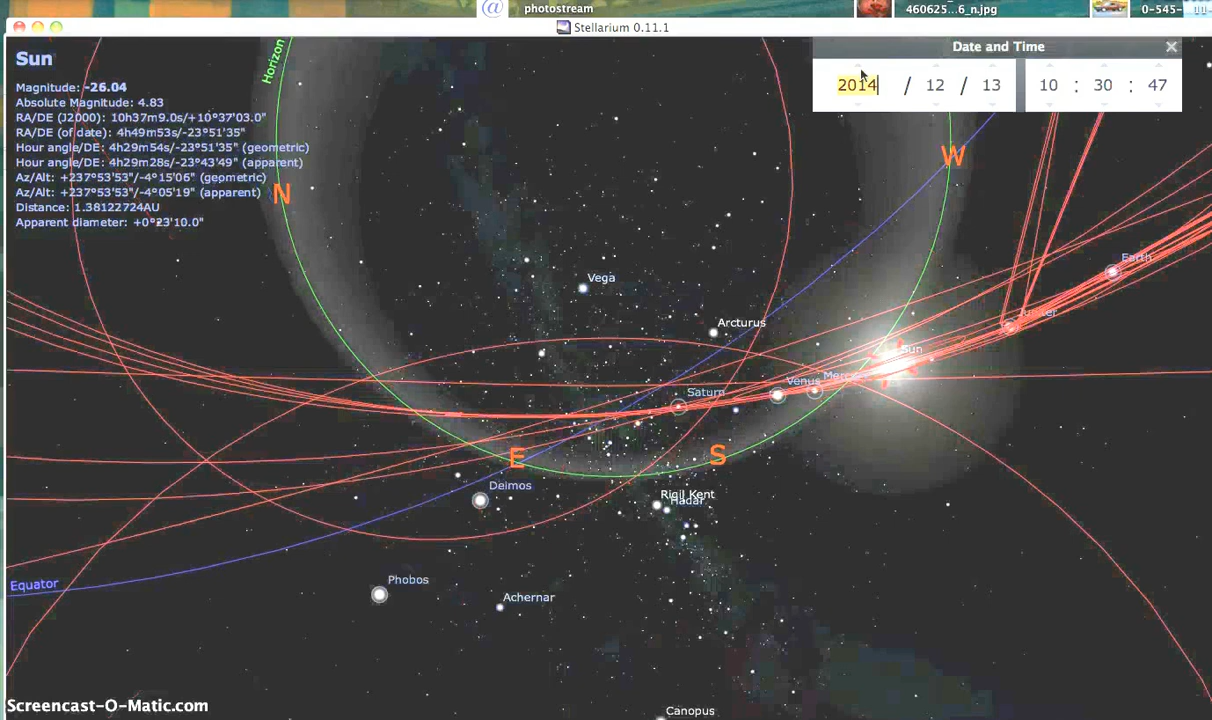 photostream
460625...6_n.jpg
0-545-
Stellarium 0.11.1
Sun
Magnitude: -26.04
Absolute Magnitude: 4.83
RA/DE (J2000): 10h37m9.0s/+10°37'03.0"
RA/DE (of date): 4h49m53s/-23°51'35"
Hour angle/DE: 4h29m54s/-23°51'35" (geometric)
Hour angle/DE: 4h29m28s/-23°43'49" (apparent)
Az/Alt: +237°53'53"/-4°15'06" (geometric)
Az/Alt: +237°53'53"/-4°05'19" (apparent)
Distance: 1.38122724AU
Apparent diameter: +0°23'10.0"
Date and Time
2014 / 12 / 13 10 : 30 : 47
Horizon
N
W
Earth
Vega
Arcturus
Sun
Venus
Saturn
E
S
Deimos
Rigil Kent
Hadar
Phobos
Equator
Achernar
Screencast-O-Matic.com
Canopus